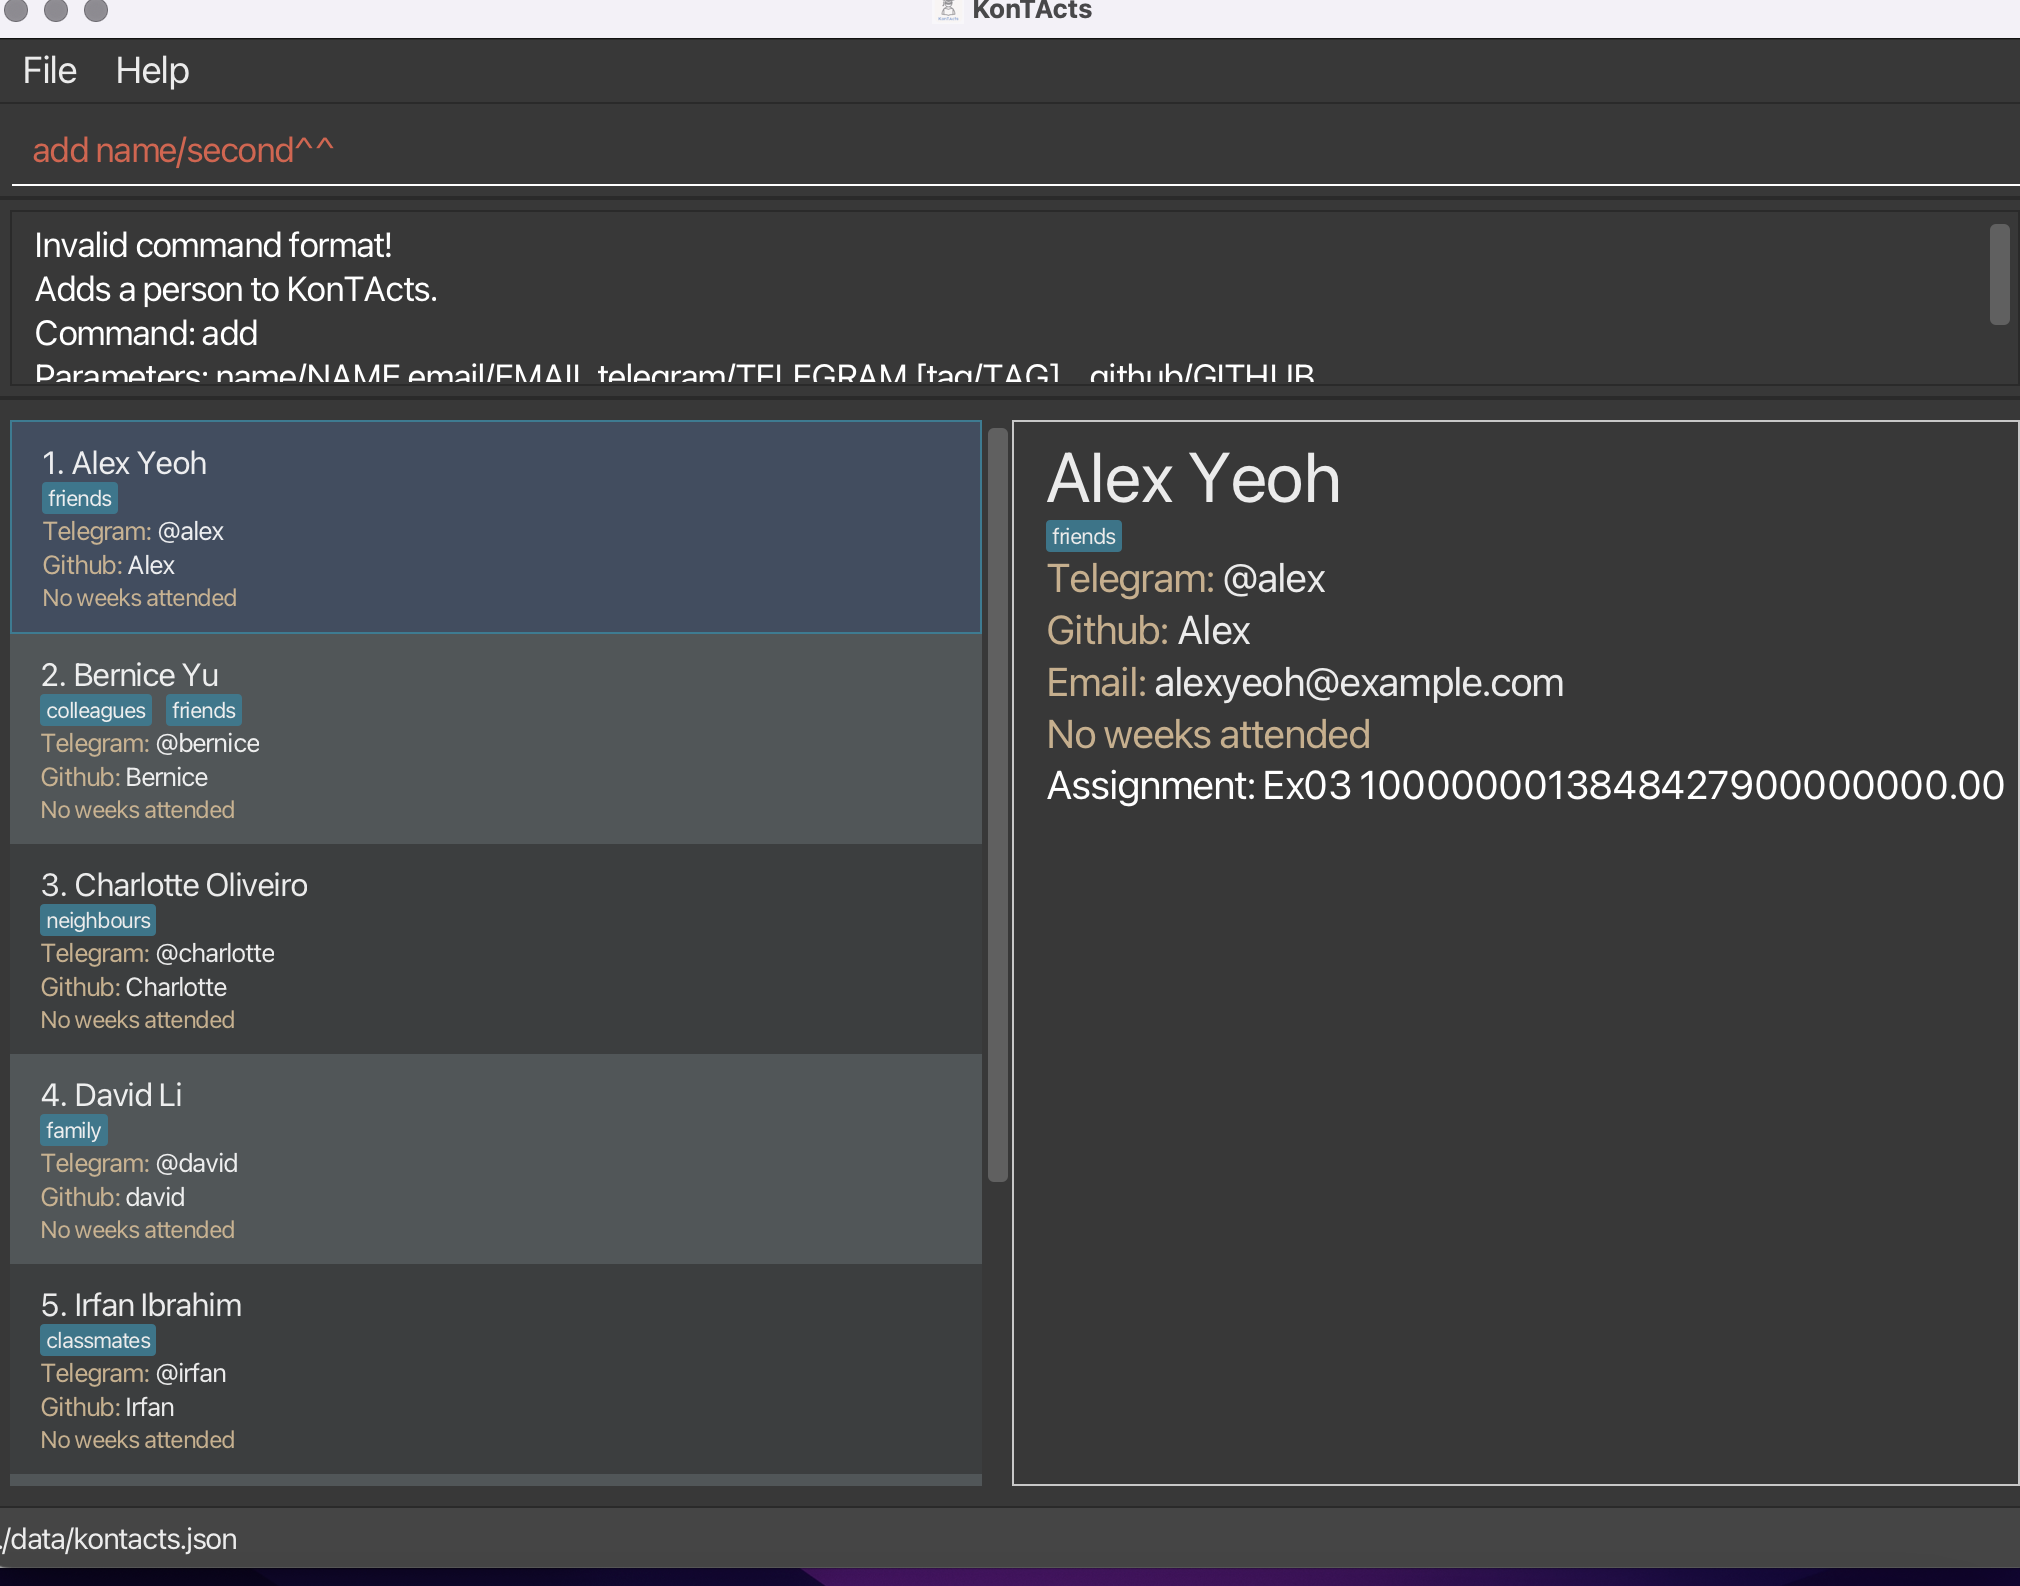 KonTActs
File Help
add name/second^^
Invalid command format!
Adds a person to KonTActs.
Command: add
Parameters: name/NAME email/EMAIL telegram/TELEGRAM [tag/TAG]... github/GITHUB
1. Alex Yeoh
friends
Telegram: @alex
Github: Alex
No weeks attended
2. Bernice Yu
colleagues friends
Telegram: @bernice
Github: Bernice
No weeks attended
3. Charlotte Oliveiro
neighbours
Telegram: @charlotte
Github: Charlotte
No weeks attended
4. David Li
family
Telegram: @david
Github: david
No weeks attended
5. Irfan Ibrahim
classmates
Telegram: @irfan
Github: Irfan
No weeks attended
Alex Yeoh
friends
Telegram: @alex
Github: Alex
Email: alexyeoh@example.com
No weeks attended
Assignment: Ex03 100000001384842790000000​0.00
./data/kontacts.json